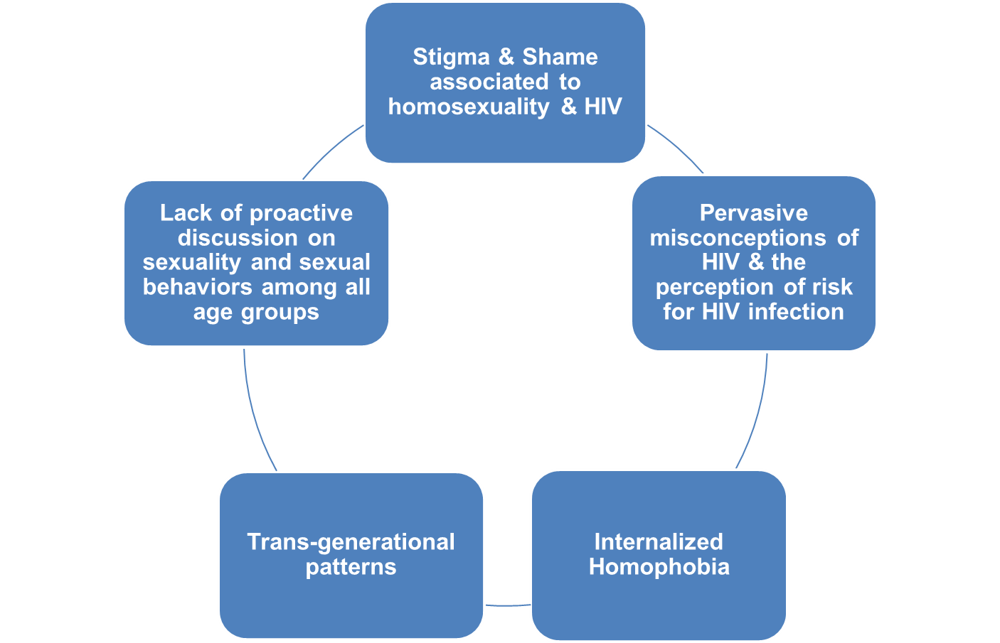 Stigma & Shame
associated to
homosexuality & HIV
Lack of proactive
discussion on
sexuality and sexual
behaviors among all
age groups
Pervasive
misconceptions of
HIV & the
perception of risk
for HIV infection
Trans-generational
patterns
Internalized
Homophobia